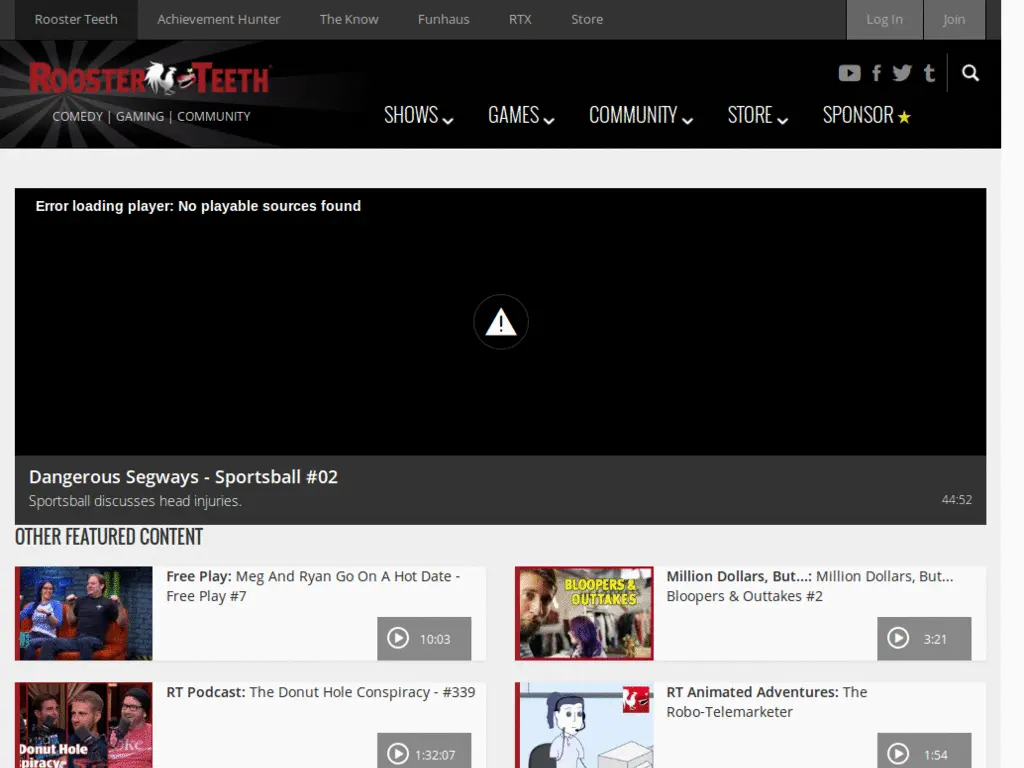 Rooster Teeth Achievement Hunter The Know Funhaus RTX Store Log In Join
ROOSTER TEETH
COMEDY | GAMING | COMMUNITY
SHOWS GAMES COMMUNITY STORE SPONSOR
Error loading player: No playable sources found
Dangerous Segways - Sportsball #02
Sportsball discusses head injuries.
44:52
OTHER FEATURED CONTENT
Free Play: Meg And Ryan Go On A Hot Date -
Free Play #7
10:03
BLOOPERS &
OUTTAKES
Million Dollars, But...: Million Dollars, But...
Bloopers & Outtakes #2
3:21
Donut Hole
RT Podcast: The Donut Hole Conspiracy - #339
1:32:07
RT Animated Adventures: The
Robo-Telemarketer
1:54